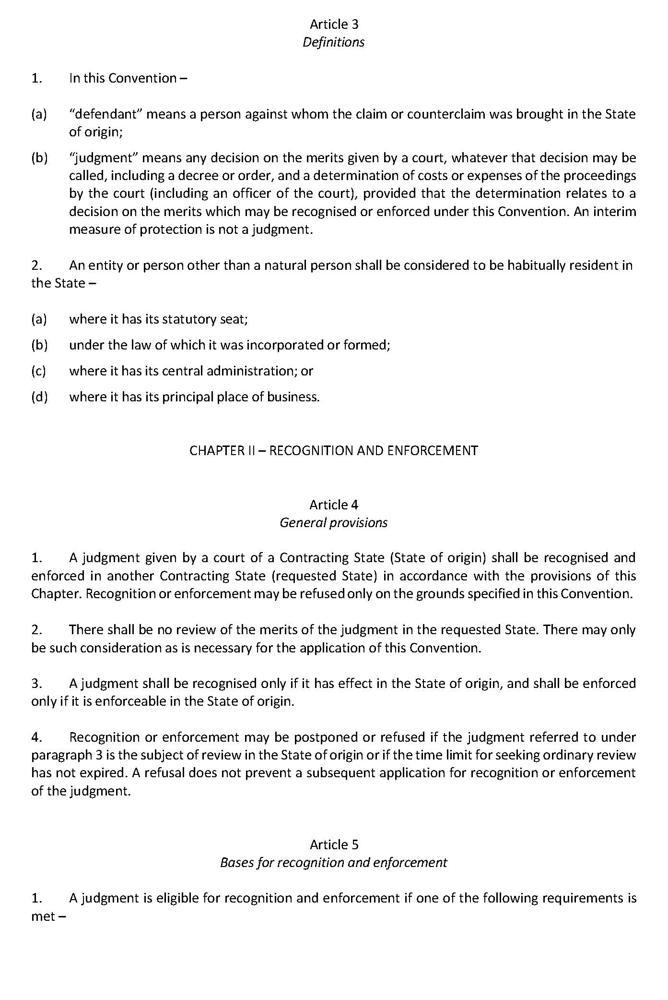 Article 3
Definitions
1. In this Convention –
(a) “defendant” means a person against whom the claim or counterclaim was brought in the State
of origin;
(b) “judgment” means any decision on the merits given by a court, whatever that decision may be
called, including a decree or order, and a determination of costs or expenses of the proceedings
by the court (including an officer of the court), provided that the determination relates to a
decision on the merits which may be recognised or enforced under this Convention. An interim
measure of protection is not a judgment.
2. An entity or person other than a natural person shall be considered to be habitually resident in
the State –
(a) where it has its statutory seat;
(b) under the law of which it was incorporated or formed;
(c) where it has its central administration; or
(d) where it has its principal place of business.
CHAPTER II – RECOGNITION AND ENFORCEMENT
Article 4
General provisions
1. A judgment given by a court of a Contracting State (State of origin) shall be recognised and
enforced in another Contracting State (requested State) in accordance with the provisions of this
Chapter. Recognition or enforcement may be refused only on the grounds specified in this Convention.
2. There shall be no review of the merits of the judgment in the requested State. There may only
be such consideration as is necessary for the application of this Convention.
3. A judgment shall be recognised only if it has effect in the State of origin, and shall be enforced
only if it is enforceable in the State of origin.
4. Recognition or enforcement may be postponed or refused if the judgment referred to under
paragraph 3 is the subject of review in the State of origin or if the time limit for seeking ordinary review
has not expired. A refusal does not prevent a subsequent application for recognition or enforcement
of the judgment.
Article 5
Bases for recognition and enforcement
1. A judgment is eligible for recognition and enforcement if one of the following requirements is
met –